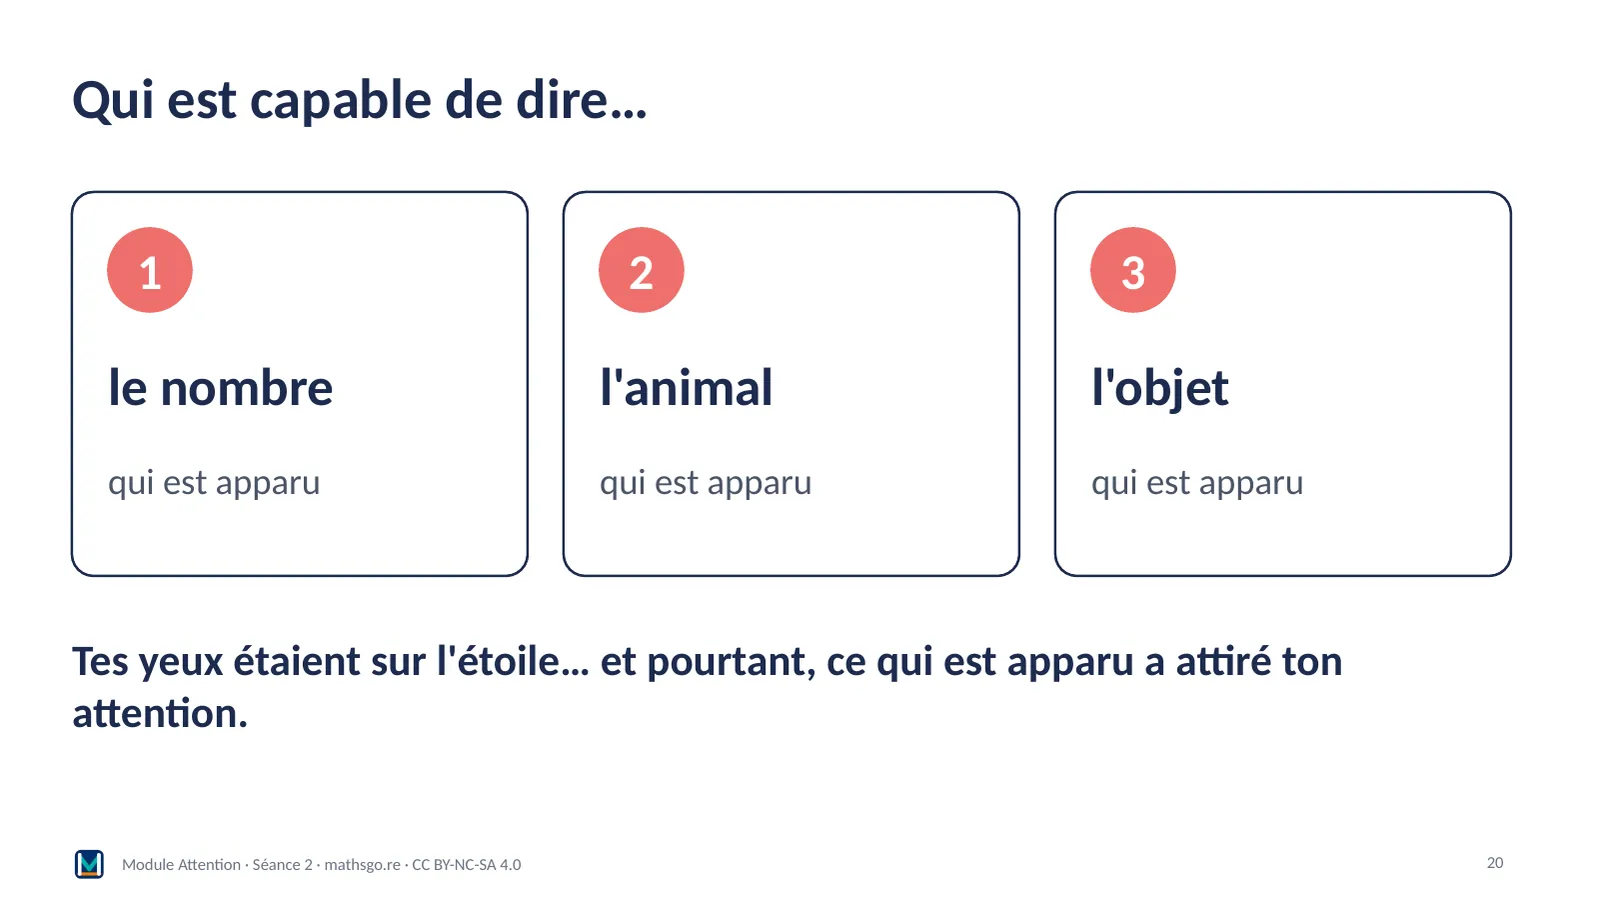 Qui est capable de dire…
1
le nombre
qui est apparu
2
l'animal
qui est apparu
3
l'objet
qui est apparu
Tes yeux étaient sur l'étoile… et pourtant, ce qui est apparu a attiré ton
attention.
Module Attention · Séance 2 · mathsgo.re · CC BY-NC-SA 4.0
20